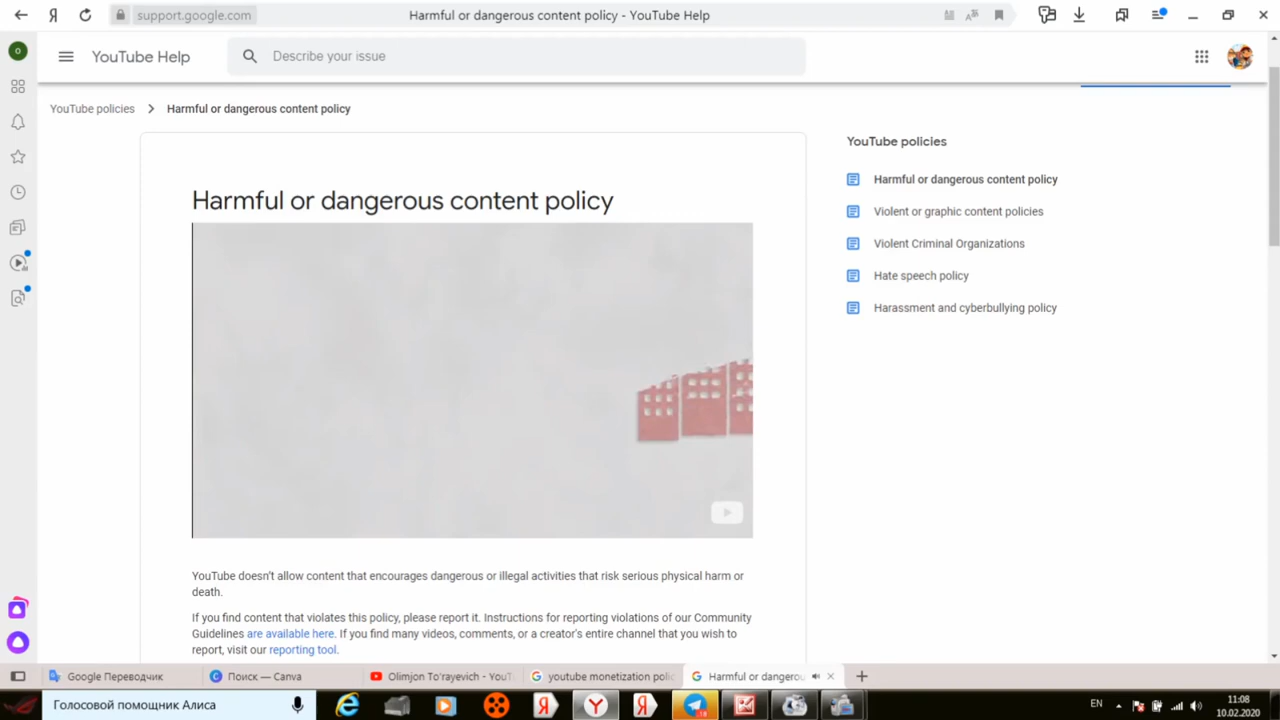 support.google.com
Harmful or dangerous content policy - YouTube Help
YouTube Help
Describe your issue
YouTube policies
Harmful or dangerous content policy
YouTube policies
Harmful or dangerous content policy
Harmful or dangerous content policy
Violent or graphic content policies
Violent Criminal Organizations
Hate speech policy
Harassment and cyberbullying policy
YouTube doesn't allow content that encourages dangerous or illegal activities that risk serious physical harm or
death.
If you find content that violates this policy, please report it. Instructions for reporting violations of our Community
Guidelines are available here. If you find many videos, comments, or a creator's entire channel that you wish to
report, visit our reporting tool.
Google Переводчик
Поиск — Canva
Olimjon To'rayevich - YouT
youtube monetization polic
Harmful or dangerou
Голосовой помощник Алиса
18
EN
11:08
10.02.2020